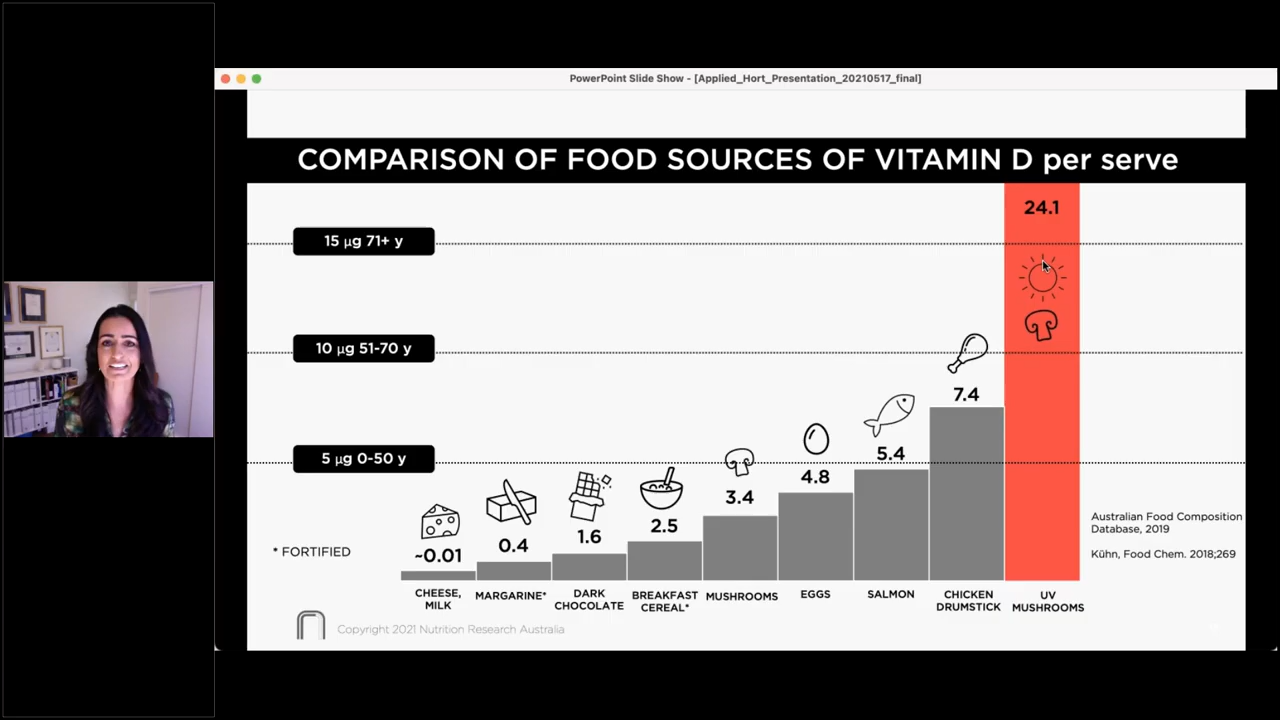 PowerPoint Slide Show - [Applied_Hort_Presentation_20210517_final]
COMPARISON OF FOOD SOURCES OF VITAMIN D per serve
24.1
15 µg 71+ y
10 µg 51-70 y
7.4
5 µg 0-50 y
5.4
4.8
3.4
2.5
1.6
0.4
~0.01
* FORTIFIED
Australian Food Composition
Database, 2019
Kühn, Food Chem. 2018;269
CHEESE,
MILK
MARGARINE*
DARK
CHOCOLATE
BREAKFAST
CEREAL*
MUSHROOMS
EGGS
SALMON
CHICKEN
DRUMSTICK
UV
MUSHROOMS
Copyright 2021 Nutrition Research Australia